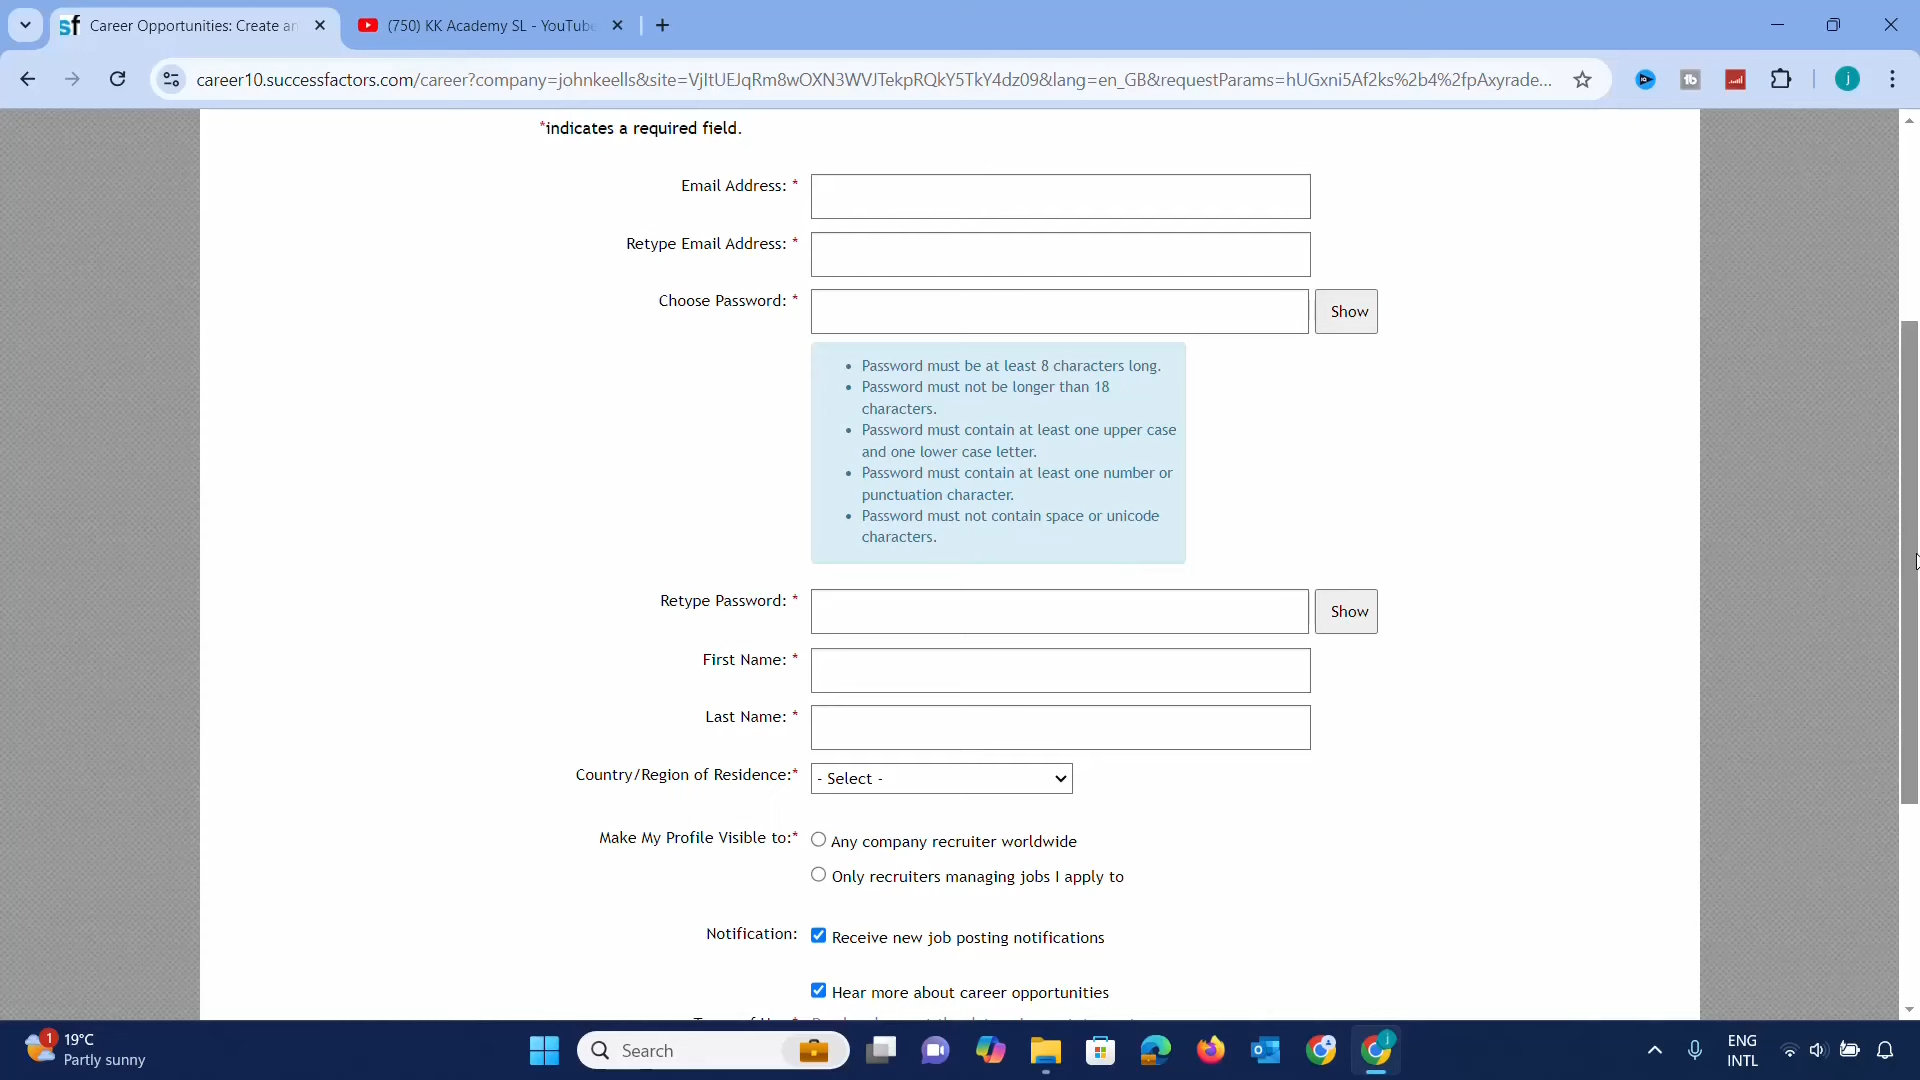 Career Opportunities: Create an
(750) KK Academy SL - YouTube
career10.successfactors.com/career?company=johnkeells&site=VjItUEJqRm8wOXN3WVJTekpRQkY5TkY4dz09&lang=en_GB&requestParams=hUGxni5Af2ks%2b4%2fpAxyrade...
j
*indicates a required field.
Email Address: *
Retype Email Address: *
Choose Password: *
Show
• Password must be at least 8 characters long.
• Password must not be longer than 18
characters.
• Password must contain at least one upper case
and one lower case letter.
• Password must contain at least one number or
punctuation character.
• Password must not contain space or unicode
characters.
Retype Password: *
Show
First Name: *
Last Name: *
Country/Region of Residence:*
- Select -
Make My Profile Visible to:*
Any company recruiter worldwide
Only recruiters managing jobs I apply to
Notification:
Receive new job posting notifications
Hear more about career opportunities
1
19°C
Partly sunny
Search
j
ENG
INTL